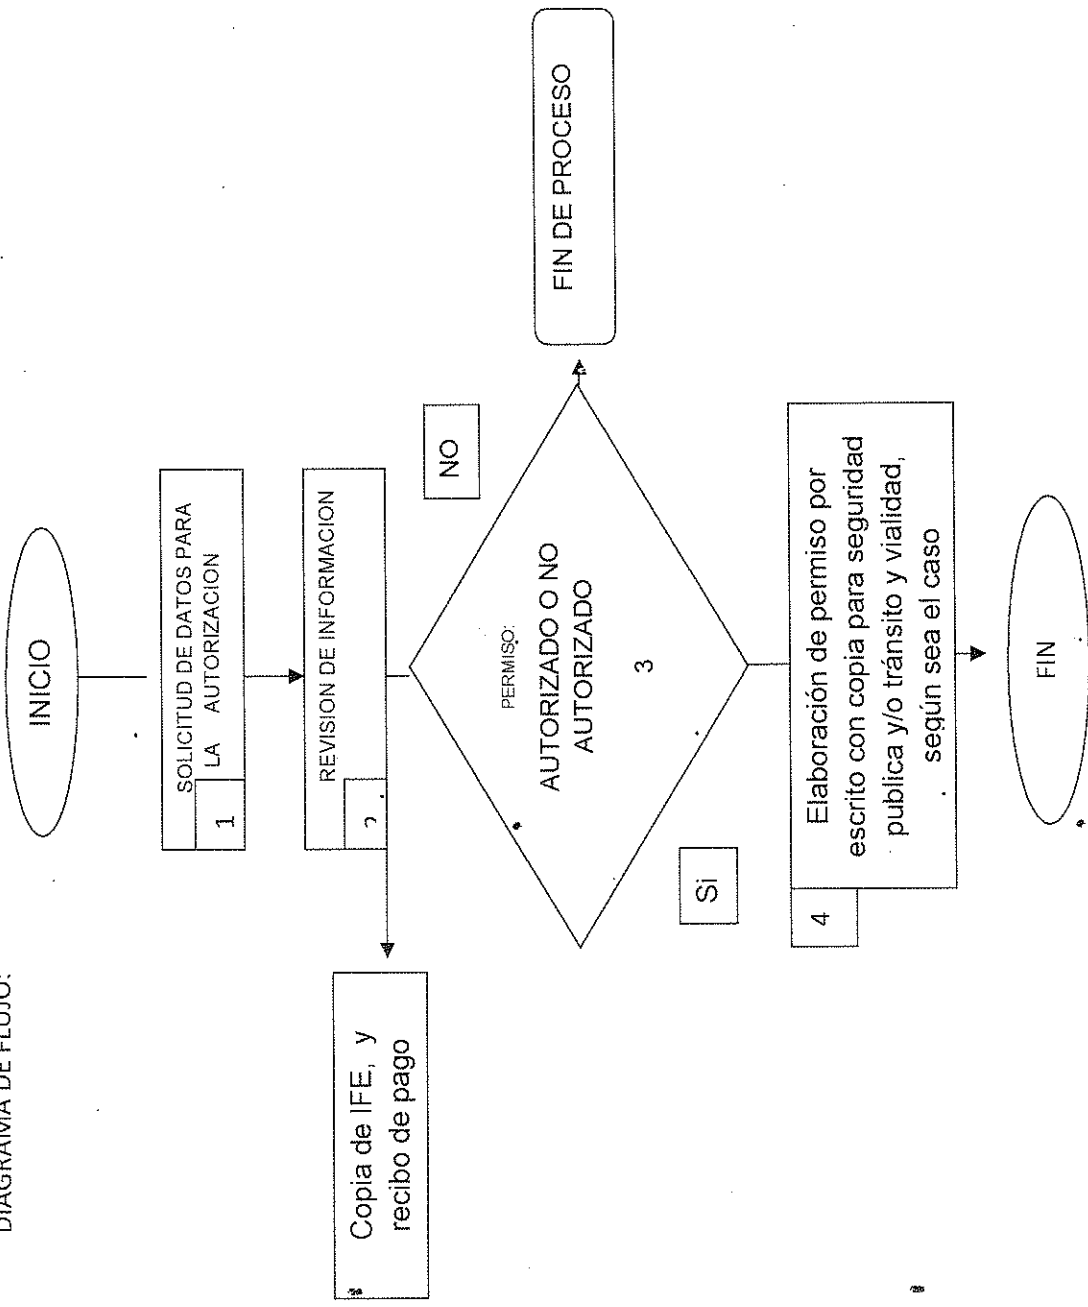 DIAGRAMA DE FLUJO:
INICIO
SOLICITUD DE DATOS PARA
1 LA AUTORIZACION
REVISION DE INFORMACION
2
Copia de IFE, y
recibo de pago
NO
PERMISO:
AUTORIZADO O NO
AUTORIZADO
3
FIN DE PROCESO
Si
4
Elaboración de permiso por
escrito con copia para seguridad
publica y/o tránsito y vialidad,
según sea el caso
FIN